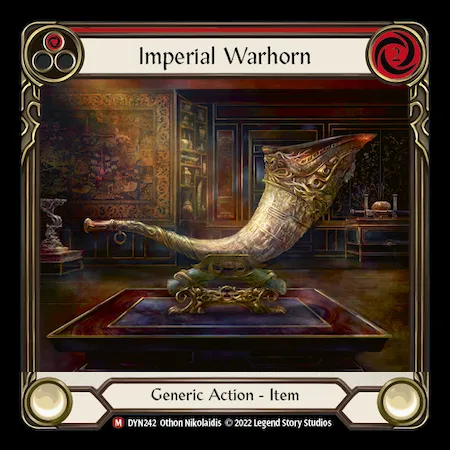 Imperial Warhorn
Generic Action - Item
M DYN242 Othon Nikolaidis © 2022 Legend Story Studios